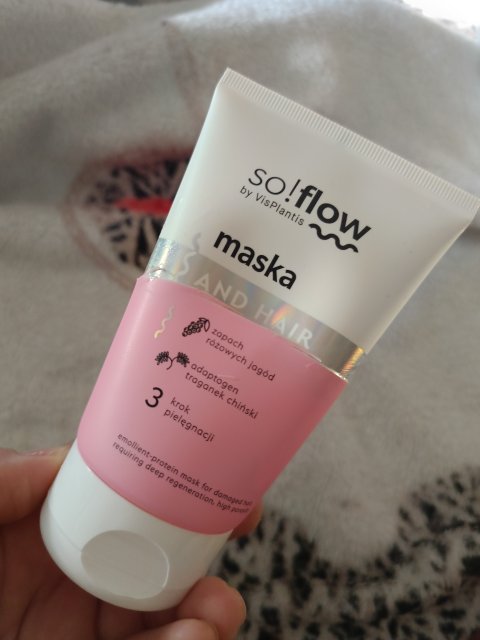 so!flow
by VisPlantis
maska
AND HAIR
zapach
różowych jagód
adaptogen
traganek chiński
3 krok
pielęgnacji
emollient-protein mask for damaged hair
requiring deep regeneration, high